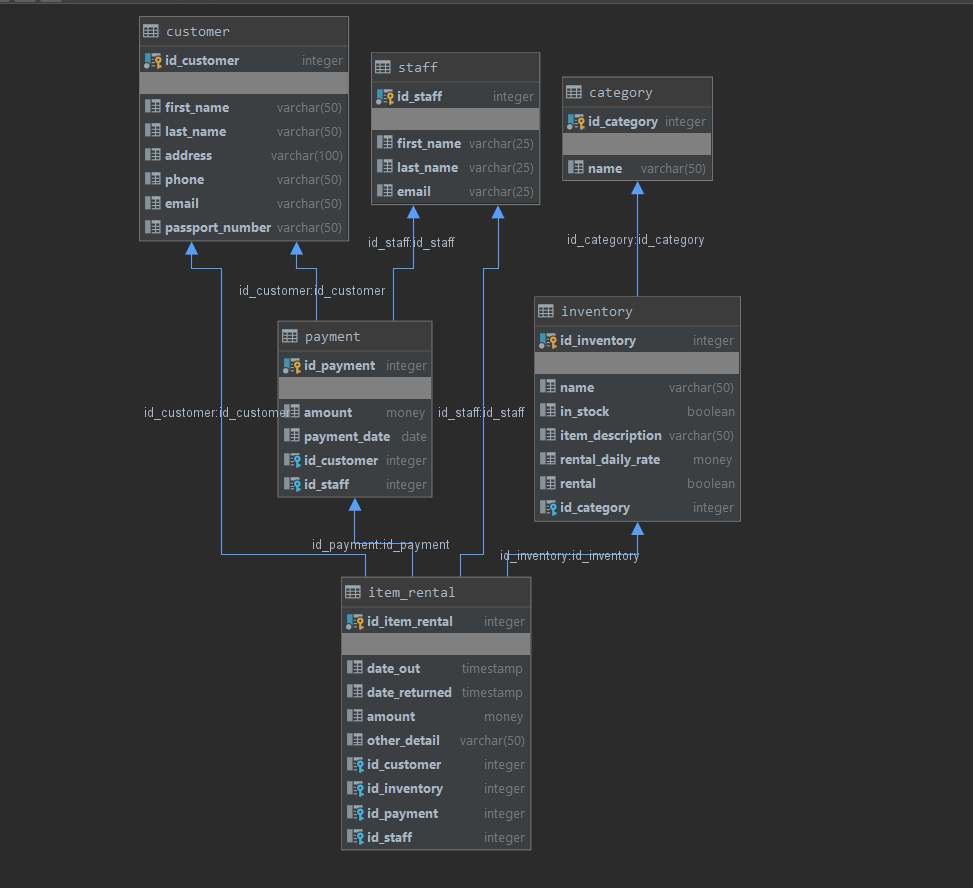 customer
id_customer integer
first_name varchar(50)
last_name varchar(50)
address varchar(100)
phone varchar(50)
email varchar(50)
passport_number varchar(50)
staff
id_staff integer
first_name varchar(25)
last_name varchar(25)
email varchar(25)
category
id_category integer
name varchar(50)
id_staff:id_staff
id_category:id_category
id_customer:id_customer
payment
id_payment integer
amount money
payment_date date
id_customer integer
id_staff integer
id_customer:id_customer
id_staff:id_staff
inventory
id_inventory integer
name varchar(50)
in_stock boolean
item_description varchar(50)
rental_daily_rate money
rental boolean
id_category integer
id_payment:id_payment
id_inventory:id_inventory
item_rental
id_item_rental integer
date_out timestamp
date_returned timestamp
amount money
other_detail varchar(50)
id_customer integer
id_inventory integer
id_payment integer
id_staff integer